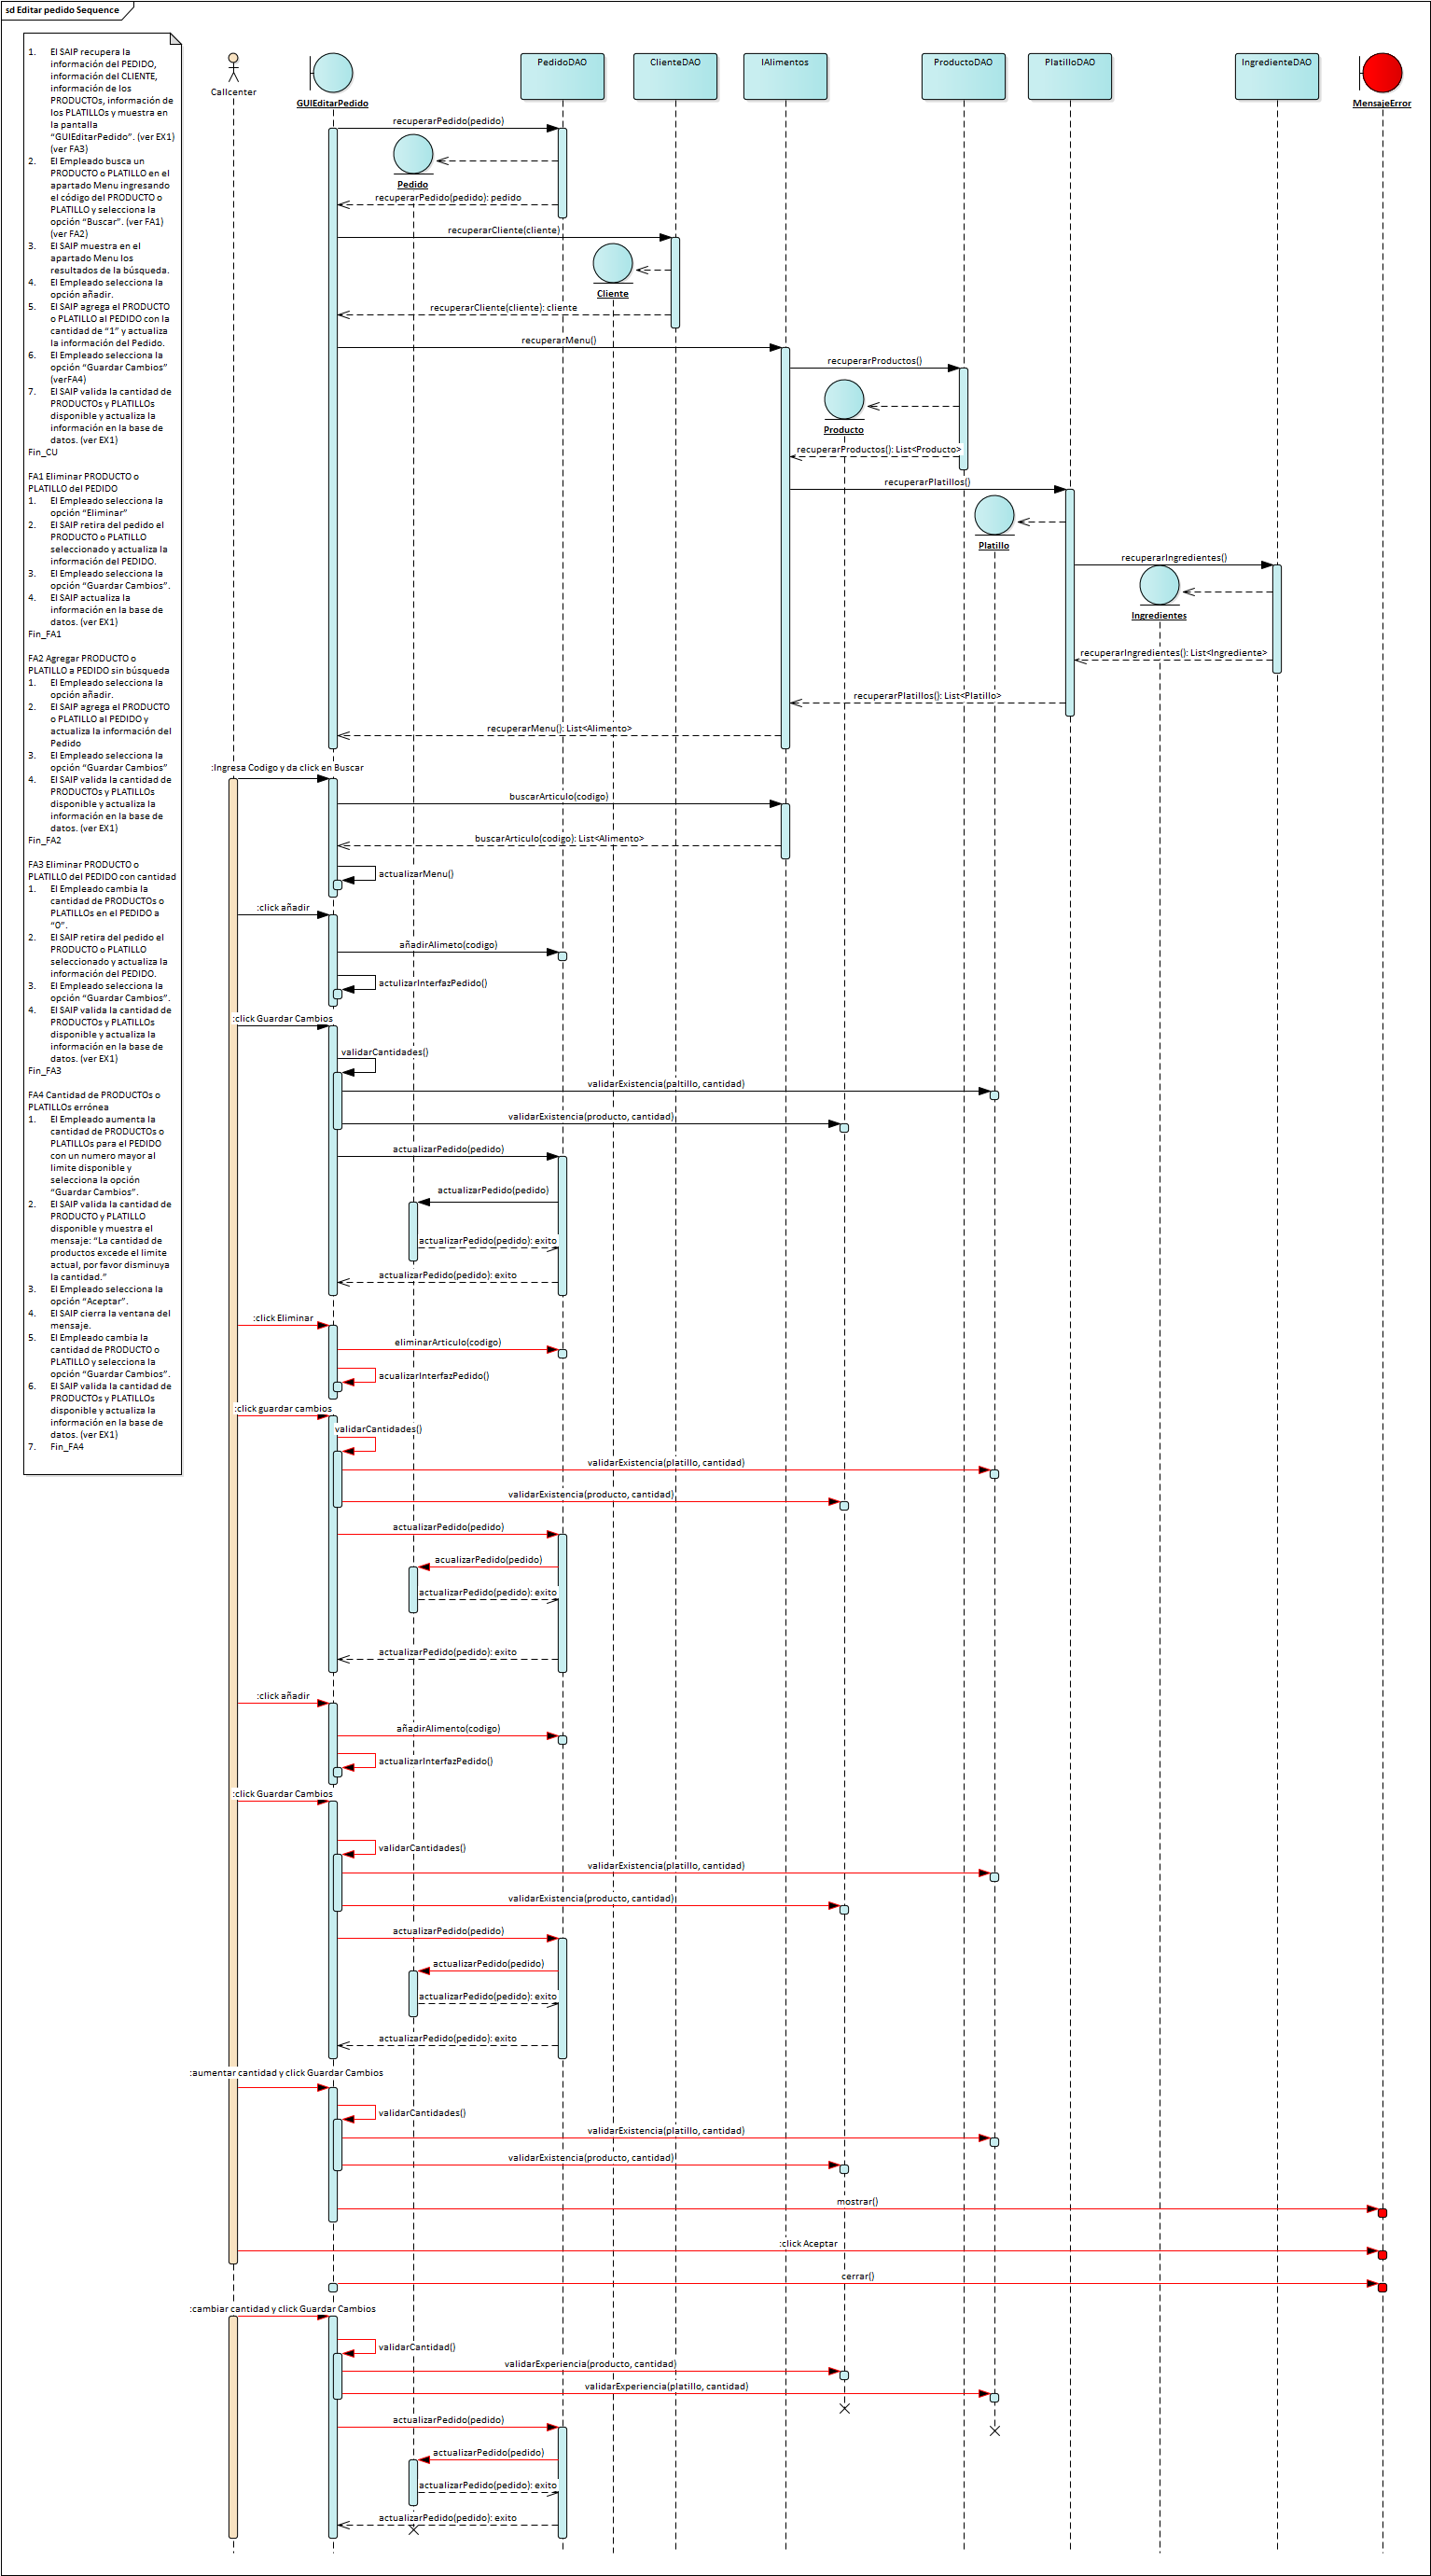 sd Editar pedido Sequence
1. El SAIP recupera la
información del PEDIDO,
información del CLIENTE,
información de los
PRODUCTOs, información de
los PLATILLOs y muestra en
la pantalla
“GUIEditarPedido”. (ver EX1)
(ver FA3)
2. El Empleado busca un
PRODUCTO o PLATILLO en el
apartado Menu ingresando
el código del PRODUCTO o
PLATILLO y selecciona la
opción “Buscar”. (ver FA1)
(ver FA2)
3. El SAIP muestra en el
apartado Menu los
resultados de la búsqueda.
4. El Empleado selecciona la
opción añadir.
5. El SAIP agrega el PRODUCTO
o PLATILLO al PEDIDO con la
cantidad de “1” y actualiza
la información del Pedido.
6. El Empleado selecciona la
opción “Guardar Cambios”
(verFA4)
7. El SAIP valida la cantidad de
PRODUCTOs y PLATILLOs
disponible y actualiza la
información en la base de
datos. (ver EX1)
Fin_CU
FA1 Eliminar PRODUCTO o
PLATILLO del PEDIDO
1. El Empleado selecciona la
opción “Eliminar”
2. El SAIP retira del pedido el
PRODUCTO o PLATILLO
seleccionado y actualiza la
información del PEDIDO.
3. El Empleado selecciona la
opción “Guardar Cambios”.
4. El SAIP actualiza la
información en la base de
datos. (ver EX1)
Fin_FA1
FA2 Agregar PRODUCTO o
PLATILLO a PEDIDO sin búsqueda
1. El Empleado selecciona la
opción añadir.
2. El SAIP agrega el PRODUCTO
o PLATILLO al PEDIDO y
actualiza la información del
Pedido
3. El Empleado selecciona la
opción “Guardar Cambios”
4. El SAIP valida la cantidad de
PRODUCTOs y PLATILLOs
disponible y actualiza la
información en la base de
datos. (ver EX1)
Fin_FA2
FA3 Eliminar PRODUCTO o
PLATILLO del PEDIDO con cantidad
1. El Empleado cambia la
cantidad de PRODUCTOs o
PLATILLOs en el PEDIDO a
“0”.
2. El SAIP retira del pedido el
PRODUCTO o PLATILLO
seleccionado y actualiza la
información del PEDIDO.
3. El Empleado selecciona la
opción “Guardar Cambios”.
4. El SAIP valida la cantidad de
PRODUCTOs y PLATILLOs
disponible y actualiza la
información en la base de
datos. (ver EX1)
Fin_FA3
FA4 Cantidad de PRODUCTOs o
PLATILLOs errónea
1. El Empleado aumenta la
cantidad de PRODUCTOs o
PLATILLOs para el PEDIDO
con un numero mayor al
limite disponible y
selecciona la opción
“Guardar Cambios”.
2. El SAIP valida la cantidad de
PRODUCTO y PLATILLO
disponible y muestra el
mensaje: “La cantidad de
productos excede el limite
actual, por favor disminuya
la cantidad.”
3. El Empleado selecciona la
opción “Aceptar”.
4. El SAIP cierra la ventana del
mensaje.
5. El Empleado cambia la
cantidad de PRODUCTO o
PLATILLO y selecciona la
opción “Guardar Cambios”.
6. El SAIP valida la cantidad de
PRODUCTOs y PLATILLOs
disponible y actualiza la
información en la base de
datos. (ver EX1)
7. Fin_FA4
Callcenter
GUIEditarPedido
PedidoDAO
ClienteDAO
IAlimentos
ProductoDAO
PlatilloDAO
IngredienteDAO
MensajeError
recuperarPedido(pedido)
Pedido
recuperarPedido(pedido): pedido
recuperarCliente(cliente)
Cliente
recuperarCliente(cliente): cliente
recuperarMenu()
recuperarProductos()
Producto
recuperarProductos(): List<Producto>
recuperarPlatillos()
Platillo
recuperarIngredientes()
Ingredientes
recuperarIngredientes(): List<Ingrediente>
recuperarPlatillos(): List<Platillo>
recuperarMenu(): List<Alimento>
:Ingresa Codigo y da click en Buscar
buscarArticulo(codigo)
buscarArticulo(codigo): List<Alimento>
actualizarMenu()
:click añadir
añadirAlimeto(codigo)
actulizarInterfazPedido()
:click Guardar Cambios
validarCantidades()
validarExistencia(paltillo, cantidad)
validarExistencia(producto, cantidad)
actualizarPedido(pedido)
actualizarPedido(pedido)
actualizarPedido(pedido): exito
actualizarPedido(pedido): exito
:click Eliminar
eliminarArticulo(codigo)
acualizarInterfazPedido()
:click guardar cambios
validarCantidades()
validarExistencia(platillo, cantidad)
validarExistencia(producto, cantidad)
actualizarPedido(pedido)
acualizarPedido(pedido)
actualizarPedido(pedido): exito
actualizarPedido(pedido): exito
:click añadir
añadirAlimento(codigo)
actualizarInterfazPedido()
:click Guardar Cambios
validarCantidades()
validarExistencia(platillo, cantidad)
validarExistencia(producto, cantidad)
actualizarPedido(pedido)
actualizarPedido(pedido)
actualizarPedido(pedido): exito
actualizarPedido(pedido): exito
:aumentar cantidad y click Guardar Cambios
validarCantidades()
validarExistencia(platillo, cantidad)
validarExistencia(producto, cantidad)
mostrar()
:click Aceptar
cerrar()
:cambiar cantidad y click Guardar Cambios
validarCantidad()
validarExperiencia(producto, cantidad)
validarExperiencia(platillo, cantidad)
actualizarPedido(pedido)
actualizarPedido(pedido)
actualizarPedido(pedido): exito
actualizarPedido(pedido): exito